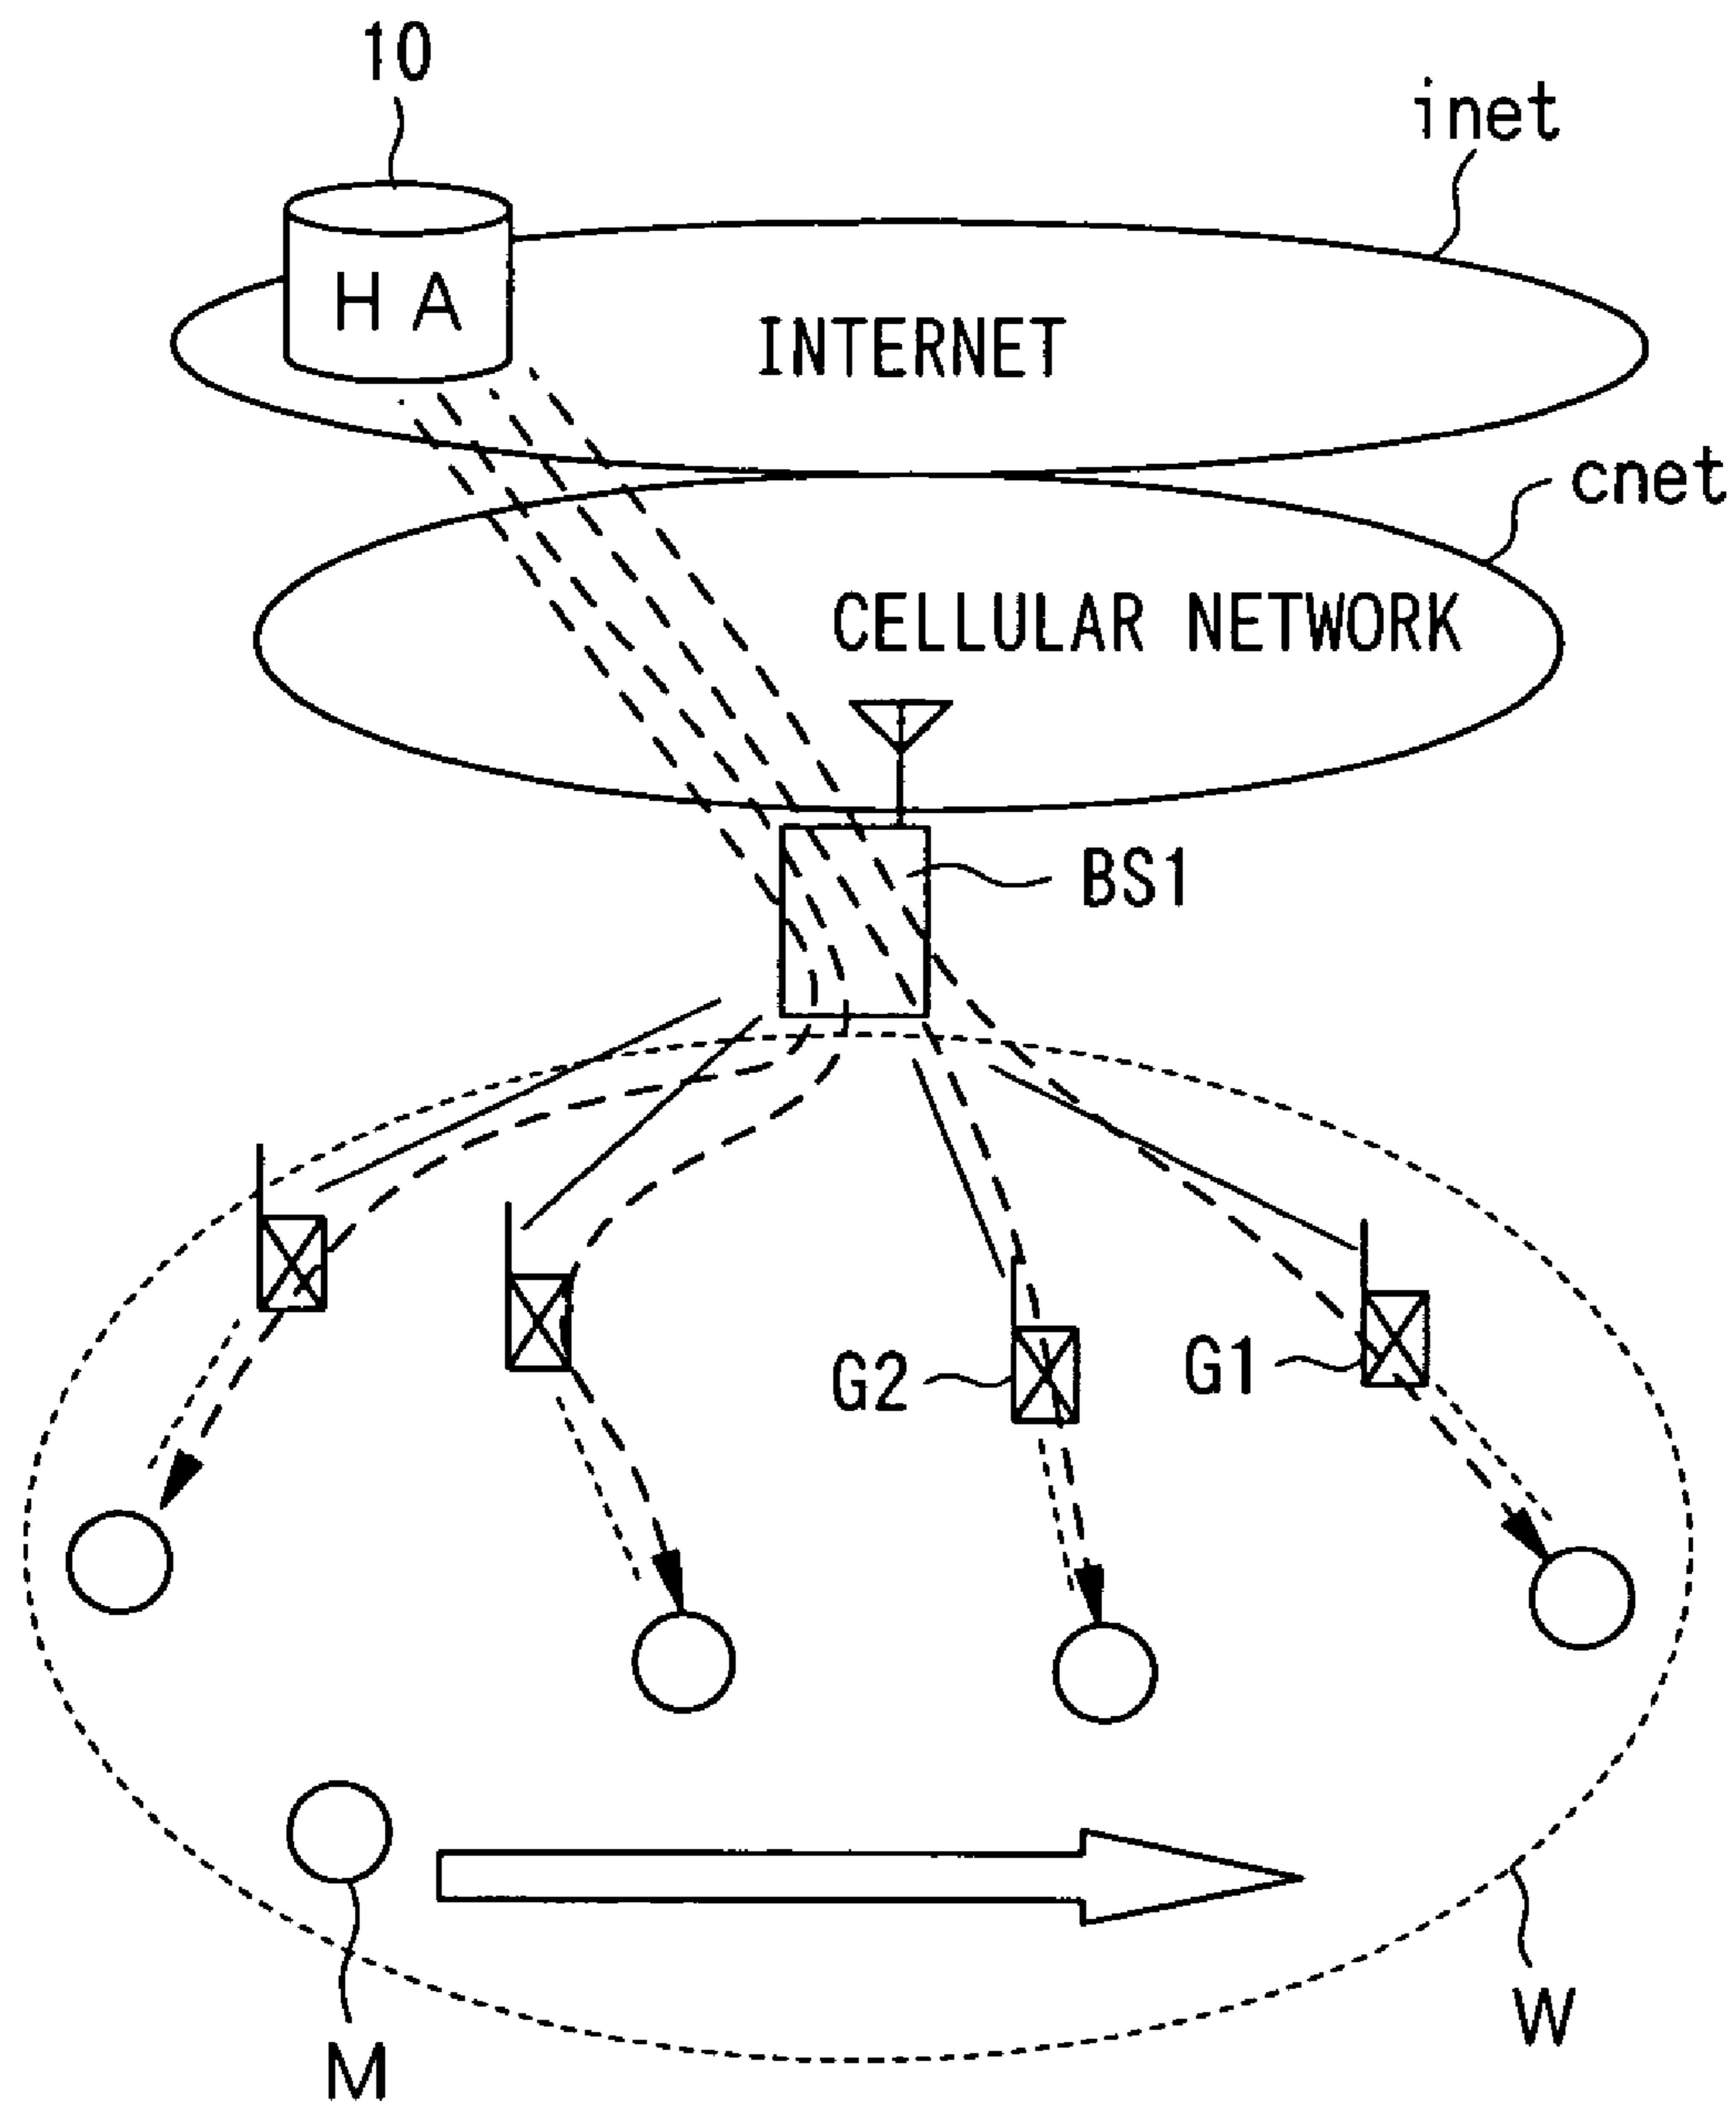 10
inet
HA
INTERNET
cnet
CELLULAR NETWORK
BS1
G2
G1
W
M